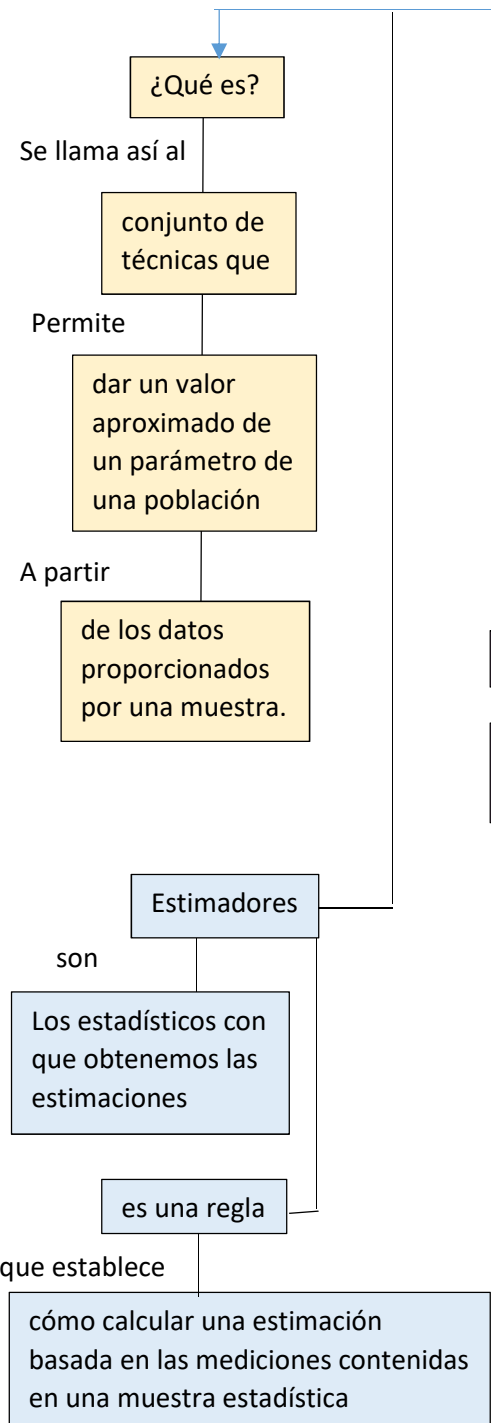 ¿Qué es?
Se llama así al
conjunto de
técnicas que
Permite
dar un valor
aproximado de
un parámetro de
una población
A partir
de los datos
proporcionados
por una muestra.
Estimadores
son
Los estadísticos con
que obtenemos las
estimaciones
es una regla
que establece
cómo calcular una estimación
basada en las mediciones contenidas
en una muestra estadística